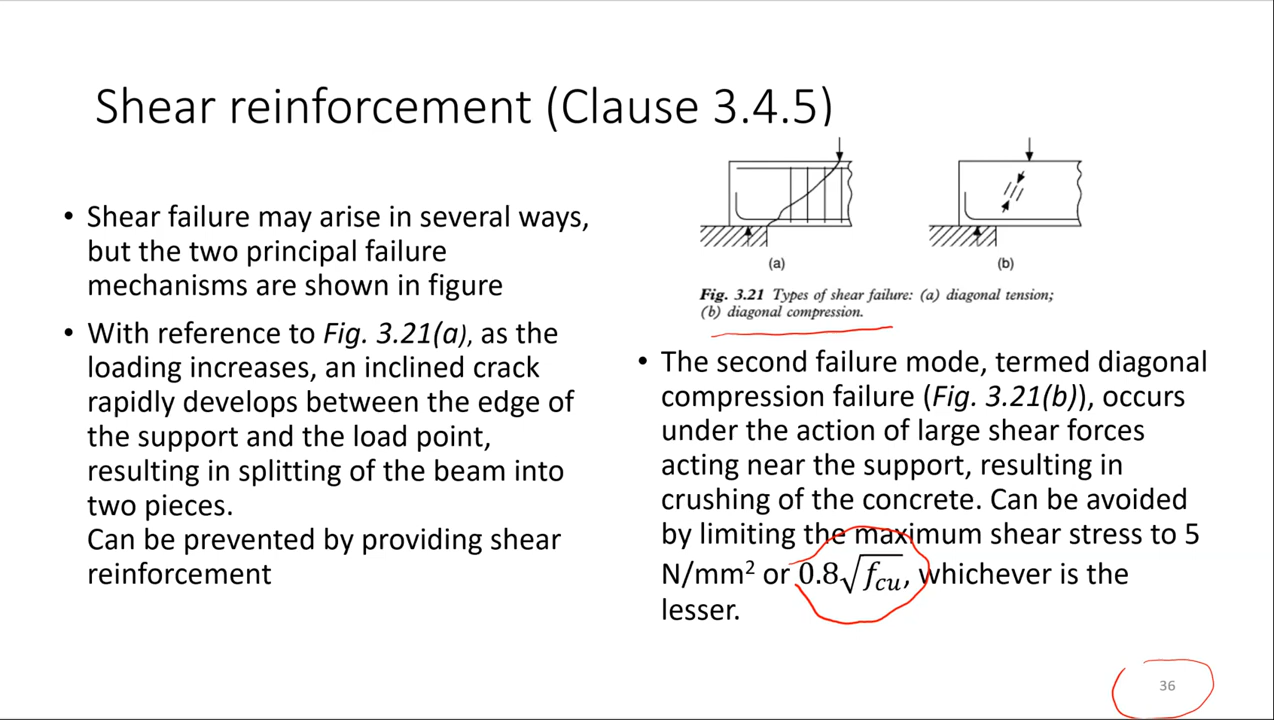 Shear reinforcement (Clause 3.4.5)
• Shear failure may arise in several ways,
but the two principal failure
mechanisms are shown in figure
• With reference to Fig. 3.21(a), as the
loading increases, an inclined crack
rapidly develops between the edge of
the support and the load point,
resulting in splitting of the beam into
two pieces.
Can be prevented by providing shear
reinforcement
(a)
(b)
Fig. 3.21 Types of shear failure: (a) diagonal tension;
(b) diagonal compression.
• The second failure mode, termed diagonal
compression failure (Fig. 3.21(b)), occurs
under the action of large shear forces
acting near the support, resulting in
crushing of the concrete. Can be avoided
by limiting the maximum shear stress to 5
N/mm² or 0.8√f_cu, whichever is the
lesser.
36